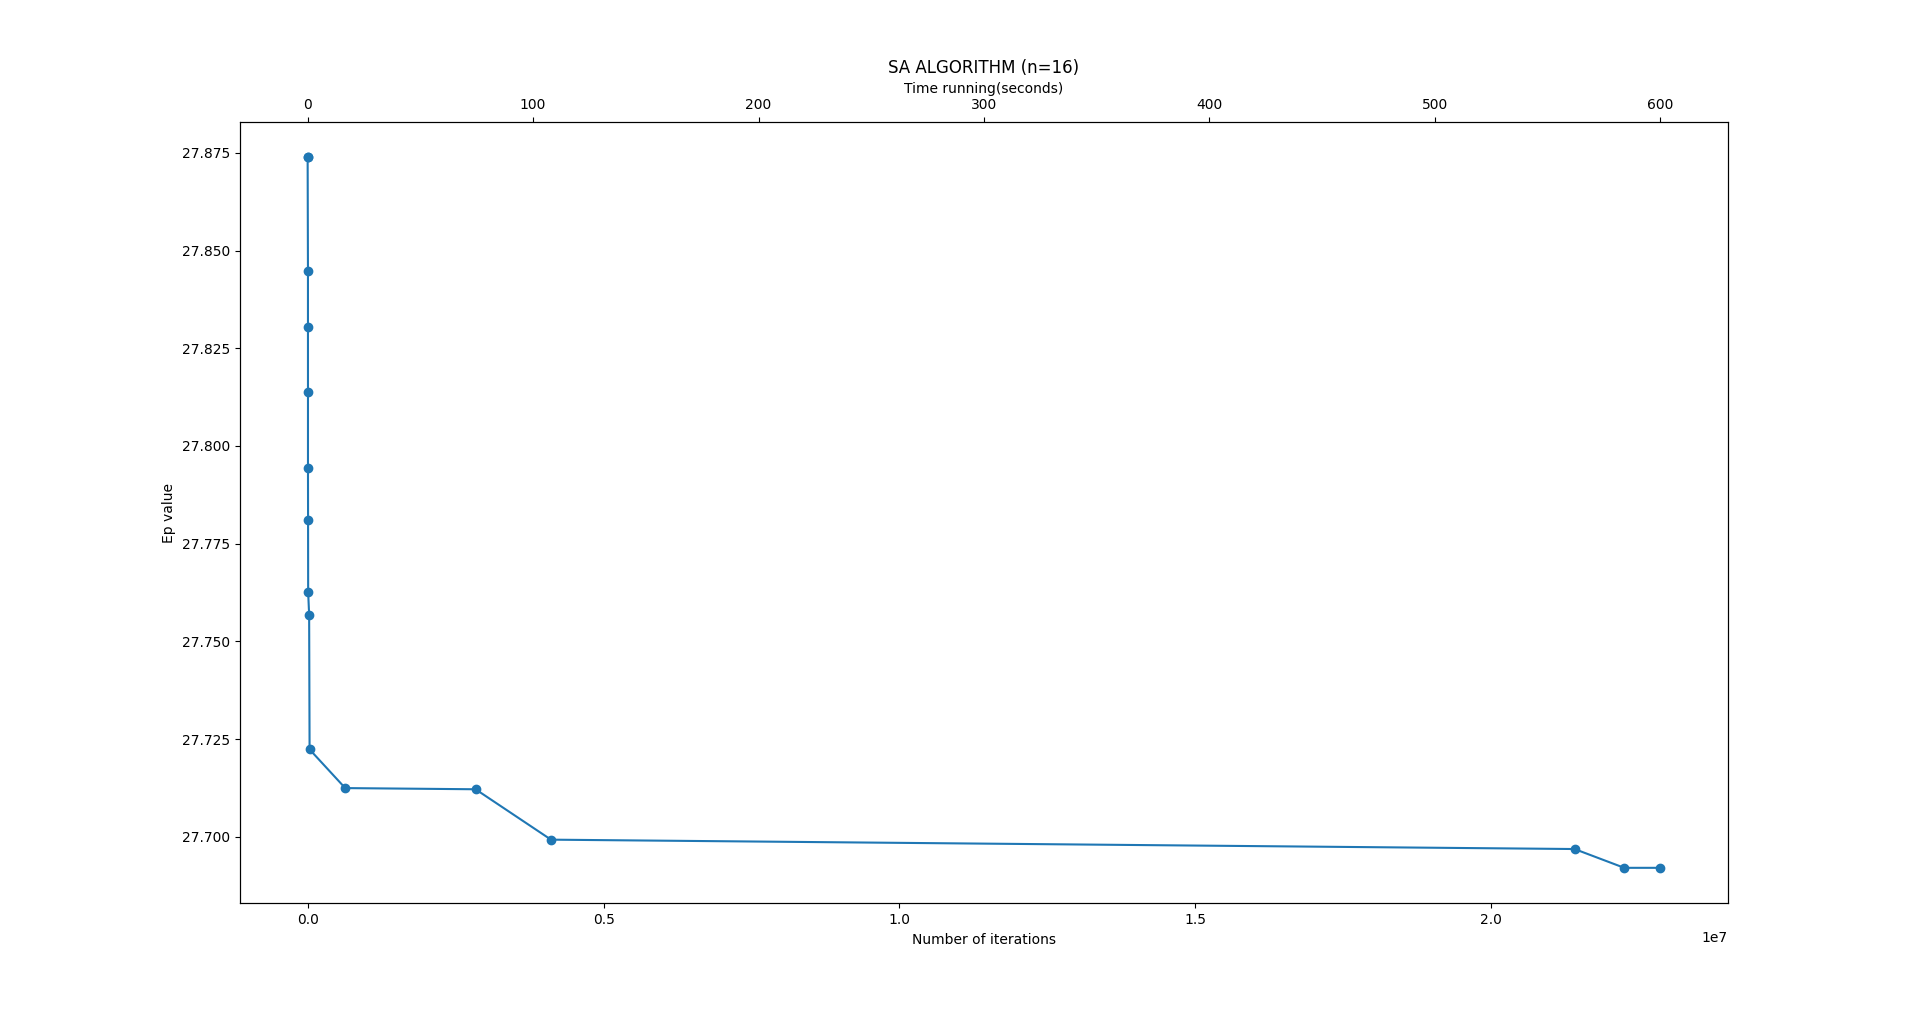 SA ALGORITHM (n=16)
Time running(seconds)
0 100 200 300 400 500 600
27.875
27.850
27.825
27.800
27.775
27.750
27.725
27.700
Ep value
0.0 0.5 1.0 1.5 2.0
Number of iterations
1e7